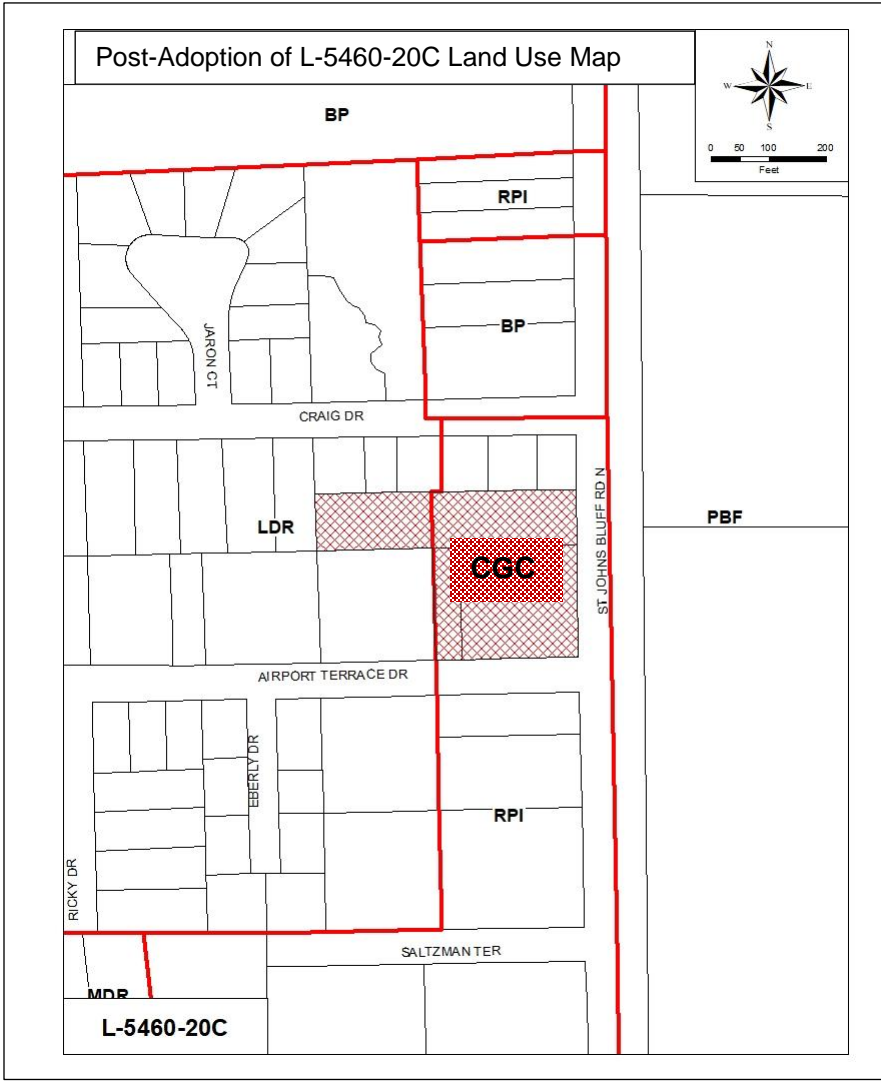 Post-Adoption of L-5460-20C Land Use Map
N
W E
S
0 50 100 200
Feet
BP
RPI
BP
JARON CT
CRAIG DR
ST JOHNS BLUFF RD N
LDR
PBF
CGC
AIRPORT TERRACE DR
EBERLY DR
RPI
RICKY DR
SALTZMAN TER
MDR
L-5460-20C